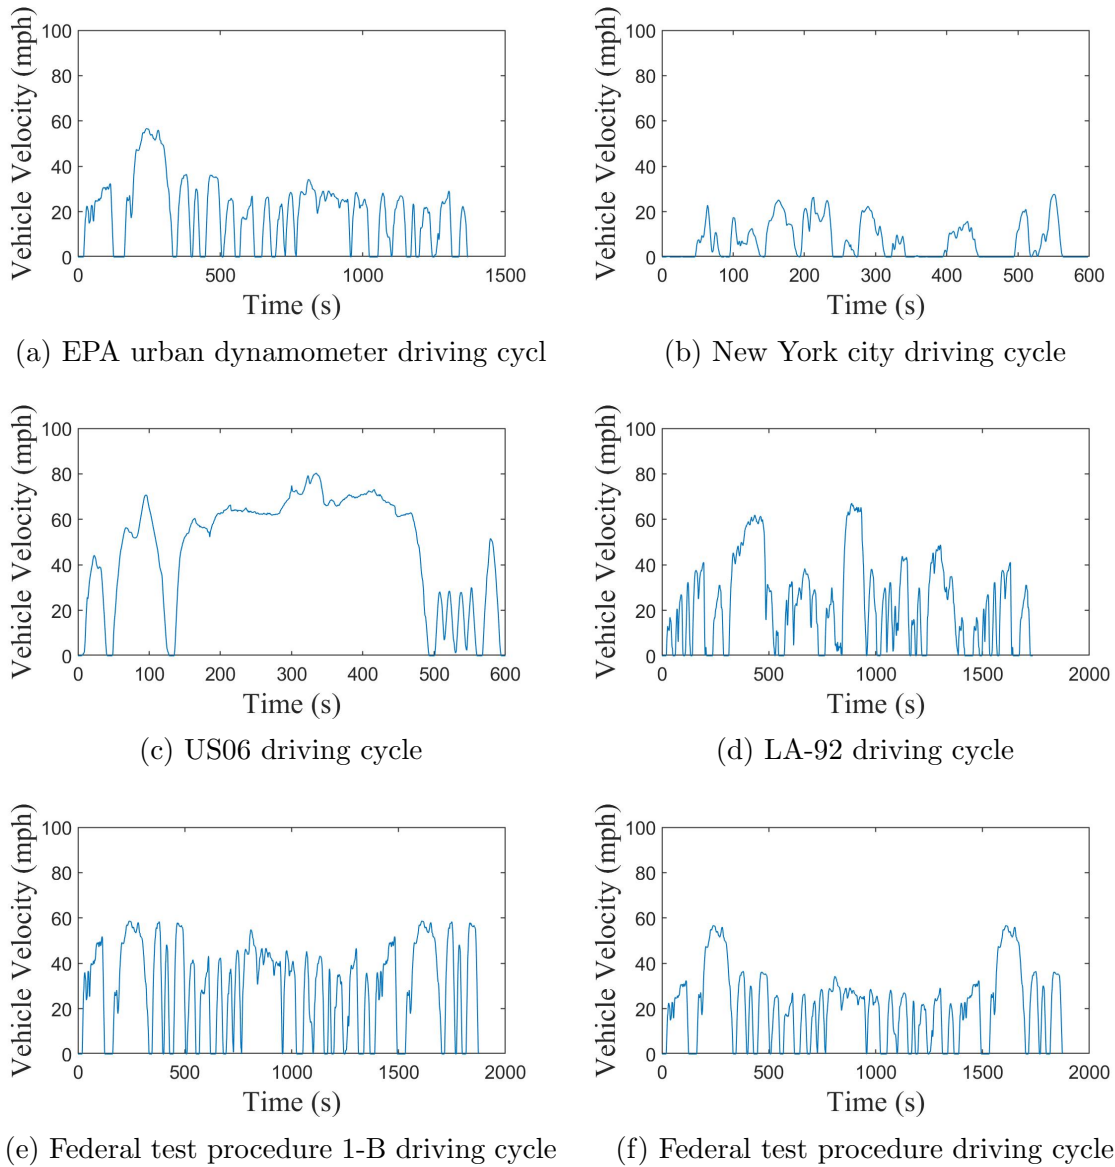 Vehicle Velocity (mph)
100
80
60
40
20
0
0 500 1000 1500
Time (s)
(a) EPA urban dynamometer driving cycl
Vehicle Velocity (mph)
100
80
60
40
20
0
0 100 200 300 400 500 600
Time (s)
(b) New York city driving cycle
Vehicle Velocity (mph)
100
80
60
40
20
0
0 100 200 300 400 500 600
Time (s)
(c) US06 driving cycle
Vehicle Velocity (mph)
100
80
60
40
20
0
0 500 1000 1500 2000
Time (s)
(d) LA-92 driving cycle
Vehicle Velocity (mph)
100
80
60
40
20
0
0 500 1000 1500 2000
Time (s)
(e) Federal test procedure 1-B driving cycle
Vehicle Velocity (mph)
100
80
60
40
20
0
0 500 1000 1500 2000
Time (s)
(f) Federal test procedure driving cycle